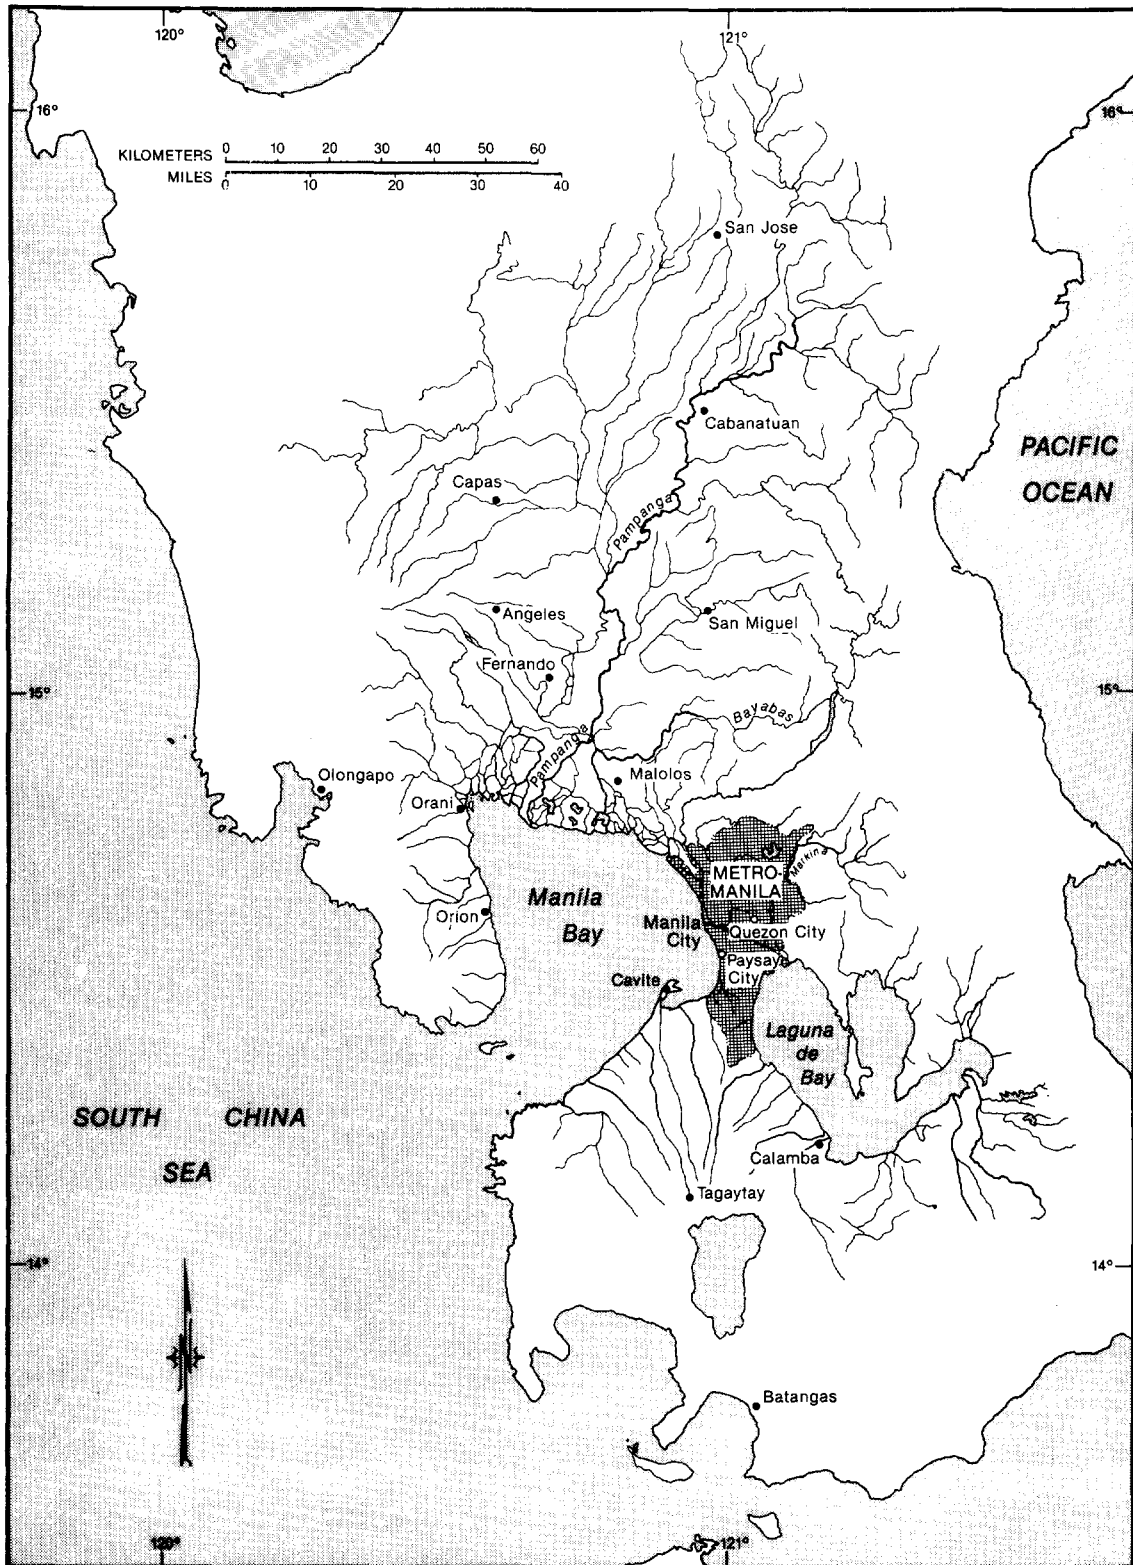 120°
121°
16°
16°
KILOMETERS 0 10 20 30 40 50 60
MILES 0 10 20 30 40
San Jose
Cabanatuan
PACIFIC
OCEAN
Capas
Pampanga
Angeles
San Miguel
Fernando
15°
15°
Bayabas
Pampanga
Olongapo
Malolos
Orani
METRO-
MANILA
Markina
Manila
Bay
Orion
Manila
City
Quezon City
Paysay
City
Cavite
Laguna
de
Bay
SOUTH CHINA
SEA
Calamba
Tagaytay
14°
14°
Batangas
120°
121°